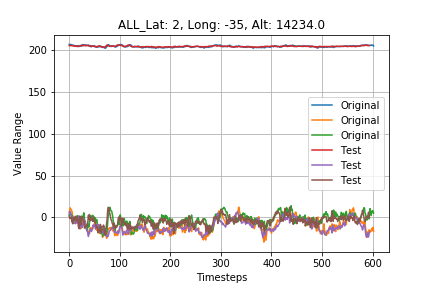 ALL_Lat: 2, Long: -35, Alt: 14234.0
200
150
100
50
0
Value Range
Original
Original
Original
Test
Test
Test
0 100 200 300 400 500 600
Timesteps